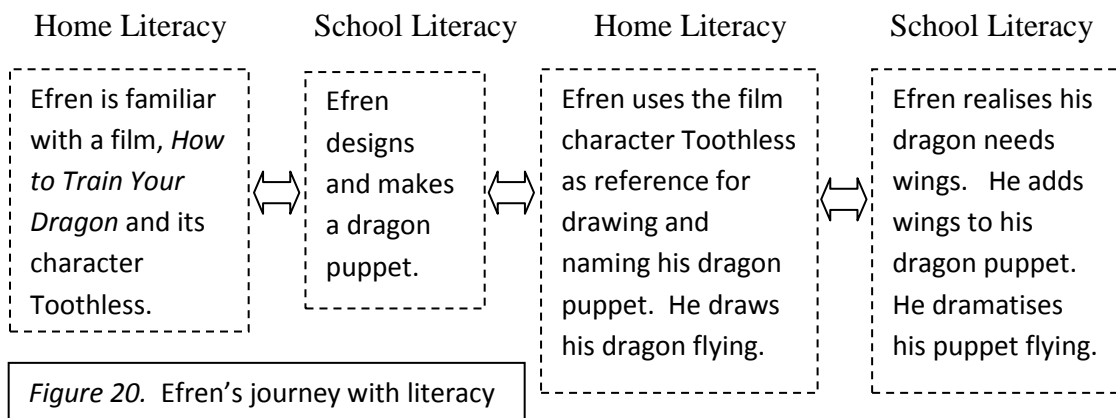 Home Literacy
School Literacy
Home Literacy
School Literacy
Efren is familiar
with a film, How
to Train Your
Dragon and its
character
Toothless.
Efren
designs
and makes
a dragon
puppet.
Efren uses the film
character Toothless
as reference for
drawing and
naming his dragon
puppet.  He draws
his dragon flying.
Efren realises his
dragon needs
wings.   He adds
wings to his
dragon puppet.
He dramatises
his puppet flying.
Figure 20.  Efren’s journey with literacy